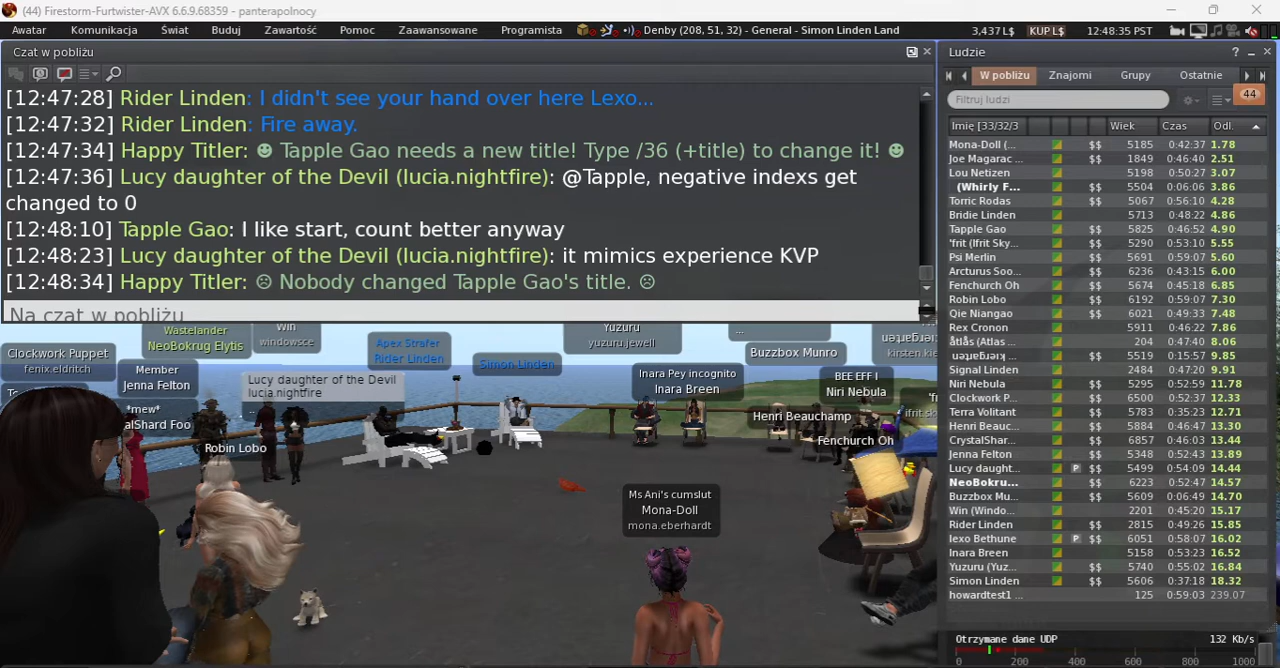 (44) Firestorm-Furtwister-AVX 6.6.9.68359 - panterapolnocy
Awatar Komunikacja Świat Buduj Zawartość Pomoc Zaawansowane Programista Denby (208, 51, 32) - General - Simon Linden Land 3,437 L$ KUP L$ 12:48:35 PST
Czat w pobliżu
[12:47:28] Rider Linden: I didn't see your hand over here Lexo...
[12:47:32] Rider Linden: Fire away.
[12:47:34] Happy Titler: ☻ Tapple Gao needs a new title! Type /36 (+title) to change it! ☻
[12:47:36] Lucy daughter of the Devil (lucia.nightfire): @Tapple, negative indexs get
changed to 0
[12:48:10] Tapple Gao: I like start, count better anyway
[12:48:23] Lucy daughter of the Devil (lucia.nightfire): it mimics experience KVP
[12:48:34] Happy Titler: ☹ Nobody changed Tapple Gao's title. ☹
Na czat w pobliżu
Wastelander
NeoBokrug Elytis
Win
windowsce
Clockwork Puppet
fenix.eldritch
Member
Jenna Felton
*mew*
alShard Foo
Robin Lobo
Lucy daughter of the Devil
lucia.nightfire
Apex Strafer
Rider Linden
Simon Linden
Yuzuru
yuzuru.jewell
...
Buzzbox Munro
kirsten.kie
Inara Pey incognito
Inara Breen
BEE EFF I
Niri Nebula
Henri Beauchamp
Fenchurch Oh
ifrit.sk
Ms Ani's cumslut
Mona-Doll
mona.eberhardt
Ludzie
W pobliżu Znajomi Grupy Ostatnie
Filtruj ludzi
44
Imię [33/32/3 Wiek Czas Odl.
Mona-Doll ( $$ 5185 0:42:37 1.78
Joe Magarac ... $$ 1849 0:46:40 2.51
Lou Netizen 5198 0:50:27 3.07
(Whirly F... $$ 5504 0:06:06 3.86
Torric Rodas $$ 5067 0:56:10 4.28
Bridie Linden 5713 0:48:22 4.86
Tapple Gao $$ 5825 0:46:52 4.90
'frit (Ifrit Sky... $$ 5290 0:53:10 5.55
Psi Merlin $$ 5691 0:59:07 5.60
Arcturus Soo... $$ 6236 0:43:15 6.00
Fenchurch Oh $$ 5674 0:45:18 6.85
Robin Lobo $$ 6192 0:59:07 7.30
Qie Niangao $$ 6021 0:49:33 7.48
Rex Cronon 5911 0:46:22 7.86
åtlås (Atlas ... 204 0:47:40 8.06
$$ 5519 0:15:57 9.85
Signal Linden 2484 0:47:20 9.91
Niri Nebula $$ 5295 0:52:59 11.78
Clockwork P... $$ 6500 0:52:37 12.33
Terra Volitant $$ 5783 0:35:23 12.71
Henri Beauc... $$ 5884 0:46:47 13.30
CrystalShar... $$ 6857 0:46:03 13.44
Jenna Felton $$ 5348 0:52:43 13.89
Lucy daught... P $$ 5499 0:54:09 14.44
NeoBokru... $$ 6223 0:52:47 14.57
Buzzbox Mu... $$ 5609 0:06:49 14.70
Win (Windo... 2201 0:45:20 15.17
Rider Linden $$ 2815 0:49:26 15.85
lexo Bethune P $$ 6051 0:58:07 16.02
Inara Breen 5158 0:53:23 16.52
Yuzuru (Yuz... $$ 5740 0:55:02 16.84
Simon Linden $$ 5606 0:37:18 18.32
howardtest1 ... 125 0:59:03 239.07
Otrzymane dane UDP 132 Kb/s
0 200 400 600 800 1000